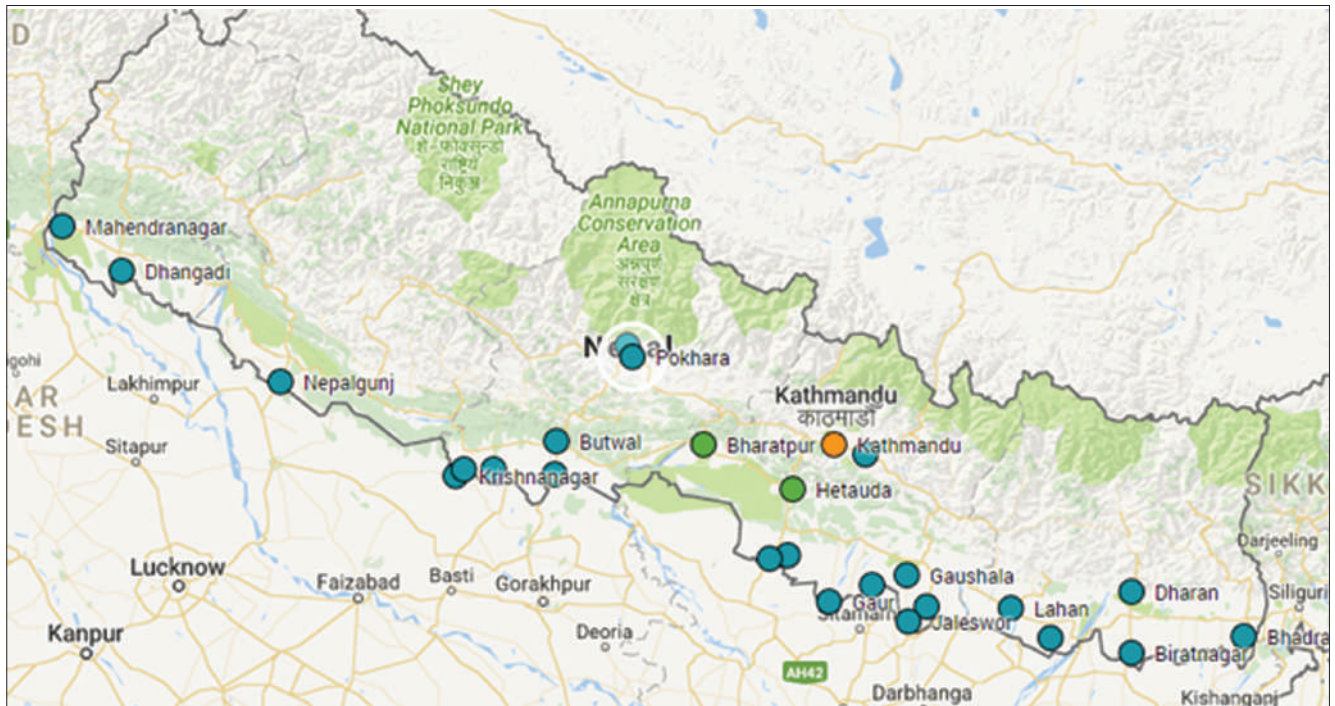 D
Shey
Phoksundo
National Park
शे - फोक्सुन्डो
राष्ट्रिय
निकुञ्ज
Annapurna
Conservation
Area
अन्नपूर्ण
संरक्षण
क्षेत्र
Mahendranagar
Dhangadi
Pokhara
ngohi
Lakhimpur
Nepalgunj
Kathmandu
काठमाडौँ
AR
DESH
Sitapur
Butwal
Bharatpur
Kathmandu
Krishnanagar
Hetauda
SIKK
Darjeeling
Lucknow
Faizabad
Basti
Gorakhpur
Gaushala
Dharan
Siliguri
Gaur
Lahan
Jaleswor
Kanpur
Deoria
Bhadra
Biratnagar
AH42
Darbhanga
Kishanganj